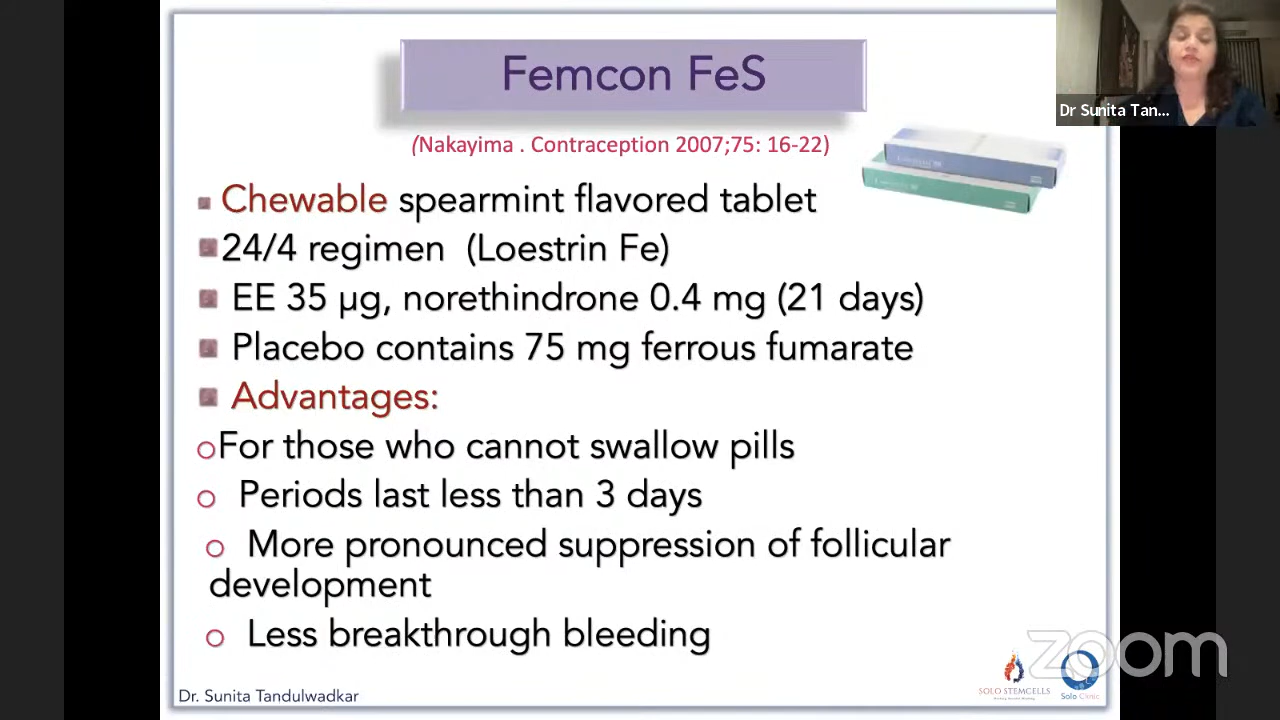 Femcon FeS
(Nakayima . Contraception 2007;75: 16-22)
Dr Sunita Tan...
Chewable spearmint flavored tablet
24/4 regimen (Loestrin Fe)
EE 35 µg, norethindrone 0.4 mg (21 days)
Placebo contains 75 mg ferrous fumarate
Advantages:
For those who cannot swallow pills
Periods last less than 3 days
More pronounced suppression of follicular
development
Less breakthrough bleeding
zoom
SOLO STEMCELLS
Solo Clinic
Dr. Sunita Tandulwadkar